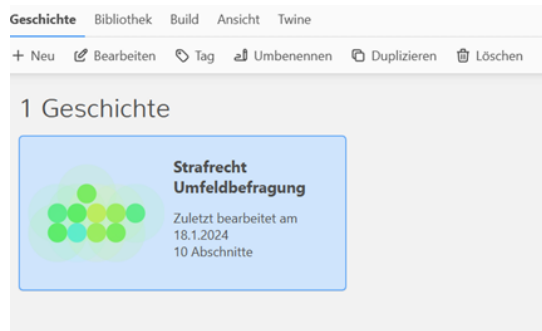 Geschichte Bibliothek Build Ansicht Twine
+ Neu Bearbeiten Tag Umbenennen Duplizieren Löschen
1 Geschichte
Strafrecht
Umfeldbefragung
Zuletzt bearbeitet am
18.1.2024
10 Abschnitte